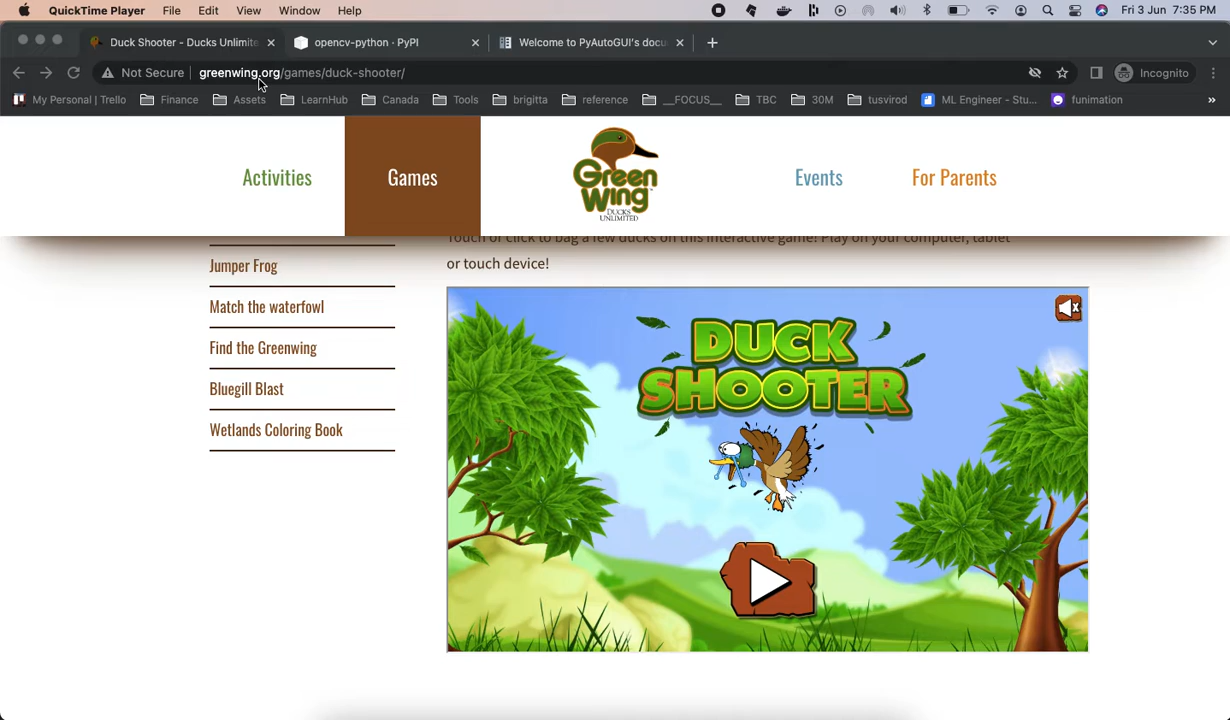 QuickTime Player File Edit View Window Help Fri 3 Jun 7:35 PM
Duck Shooter - Ducks Unlimite opencv-python · PyPI Welcome to PyAutoGUI's docu
Not Secure greenwing.org/games/duck-shooter/ Incognito
My Personal | Trello Finance Assets LearnHub Canada Tools brigitta reference __FOCUS__ TBC 30M tusvirod ML Engineer - Stu... funimation »
Activities Games Events For Parents
Green
Wing
DUCKS
UNLIMITED
Touch or click to bag a few ducks on this interactive game! Play on your computer, tablet
or touch device!
Jumper Frog
Match the waterfowl
Find the Greenwing
Bluegill Blast
Wetlands Coloring Book
DUCK
SHOOTER